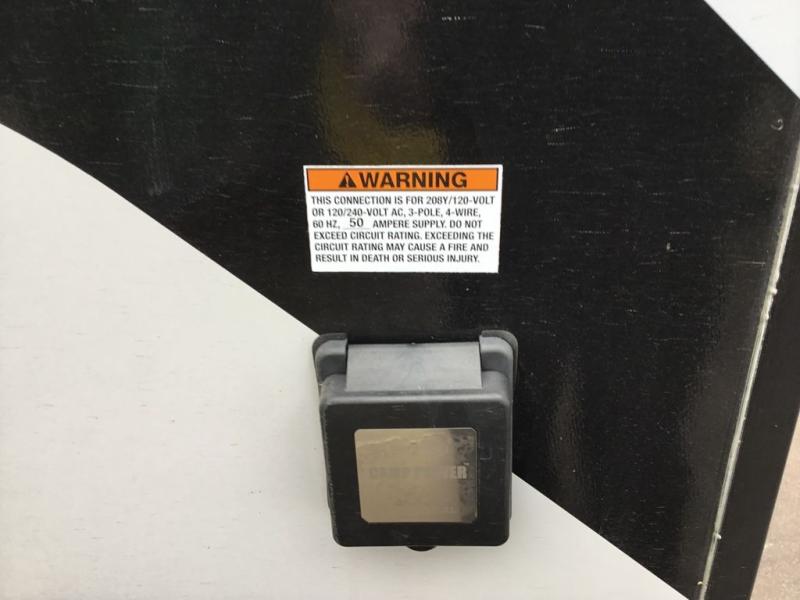 WARNING
THIS CONNECTION IS FOR 208Y/120-VOLT
OR 120/240-VOLT AC, 3-POLE, 4-WIRE,
60 HZ, 50 AMPERE SUPPLY. DO NOT
EXCEED CIRCUIT RATING. EXCEEDING THE
CIRCUIT RATING MAY CAUSE A FIRE AND
RESULT IN DEATH OR SERIOUS INJURY.
CAMP POWER